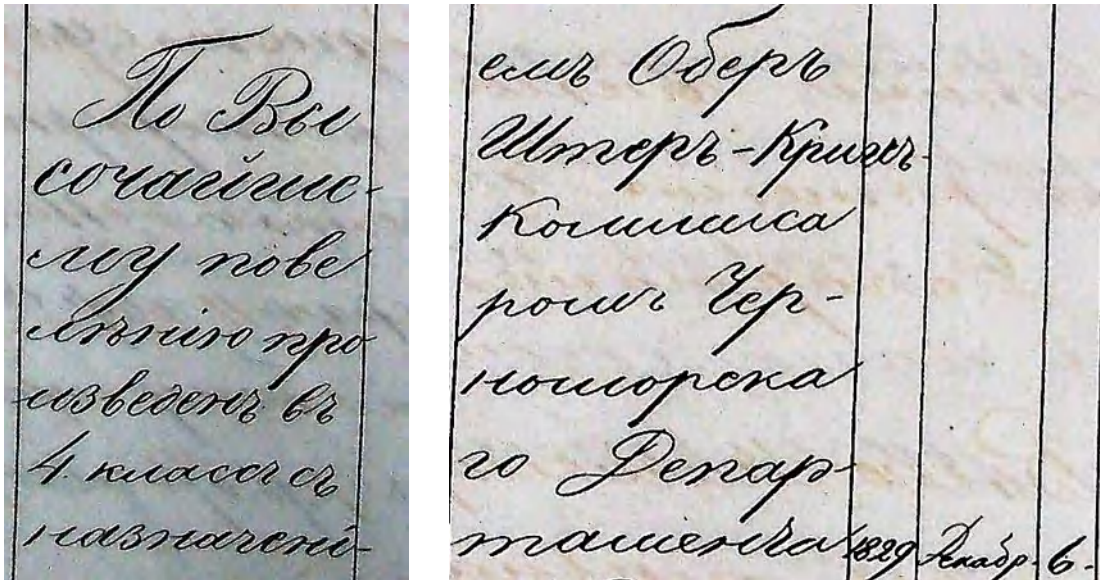 По Вы
сочайше-
му пове
лѣнію про
изведенъ въ
4. классъ съ
назначені-
емъ Оберъ
Штеръ-Кригсъ-
Коммиса
ромъ Чер-
номорска
го Депар-
тамента 1829 Декабр. 6.